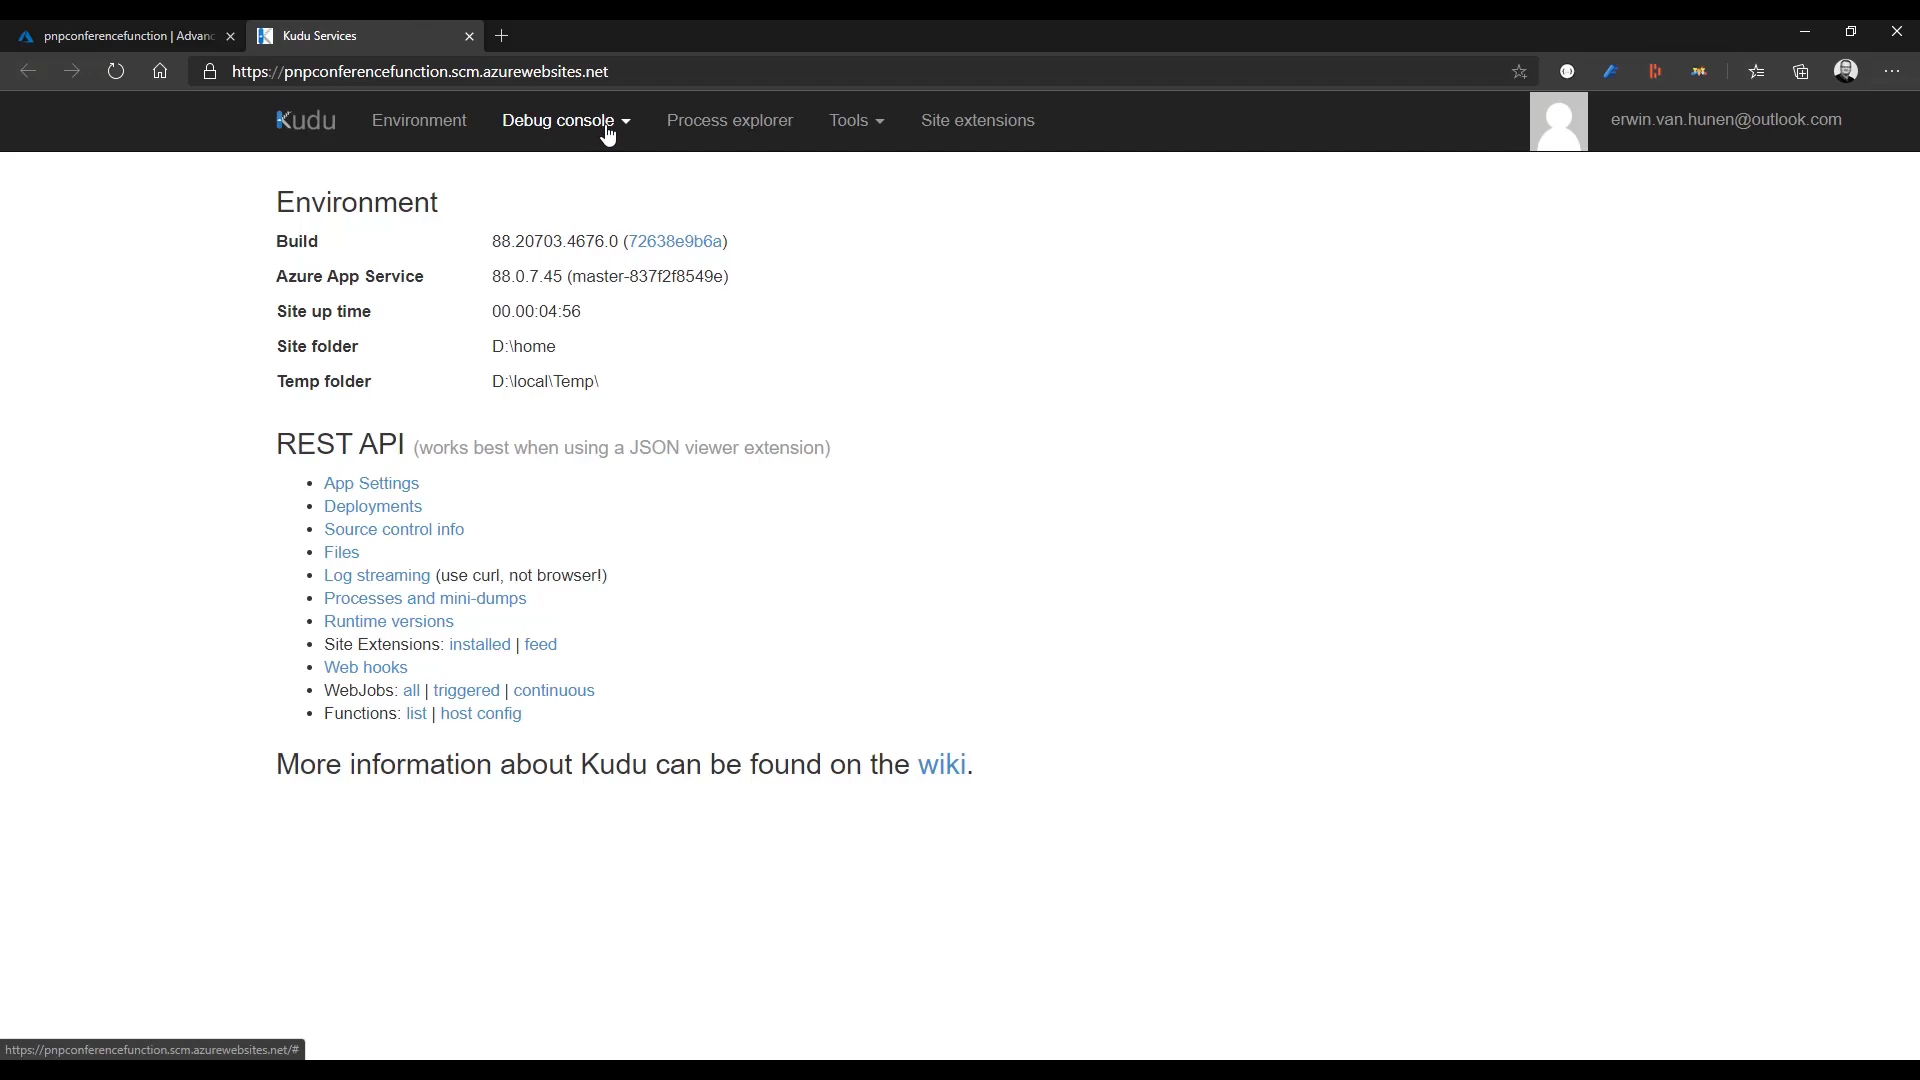 pnpconferencefunction | Advanc
Kudu Services
https://pnpconferencefunction.scm.azurewebsites.net
Kudu Environment Debug console Process explorer Tools Site extensions erwin.van.hunen@outlook.com
Environment
Build 88.20703.4676.0 (72638e9b6a)
Azure App Service 88.0.7.45 (master-837f2f8549e)
Site up time 00.00:04:56
Site folder D:\home
Temp folder D:\local\Temp\
REST API (works best when using a JSON viewer extension)
• App Settings
• Deployments
• Source control info
• Files
• Log streaming (use curl, not browser!)
• Processes and mini-dumps
• Runtime versions
• Site Extensions: installed | feed
• Web hooks
• WebJobs: all | triggered | continuous
• Functions: list | host config
More information about Kudu can be found on the wiki.
https://pnpconferencefunction.scm.azurewebsites.net/#